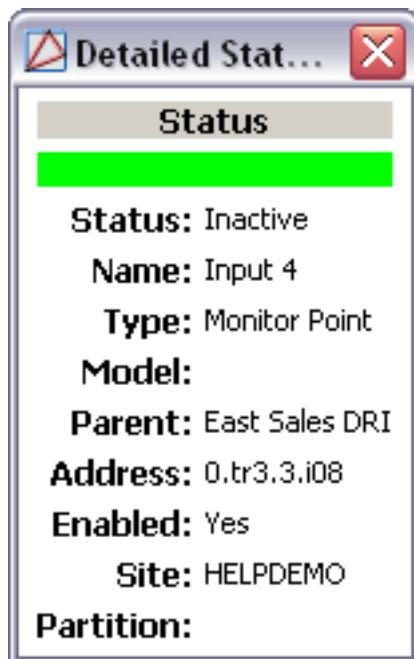 Detailed Stat...
Status
Status: Inactive
Name: Input 4
Type: Monitor Point
Model:
Parent: East Sales DRI
Address: 0.tr3.3.i08
Enabled: Yes
Site: HELPDEMO
Partition: